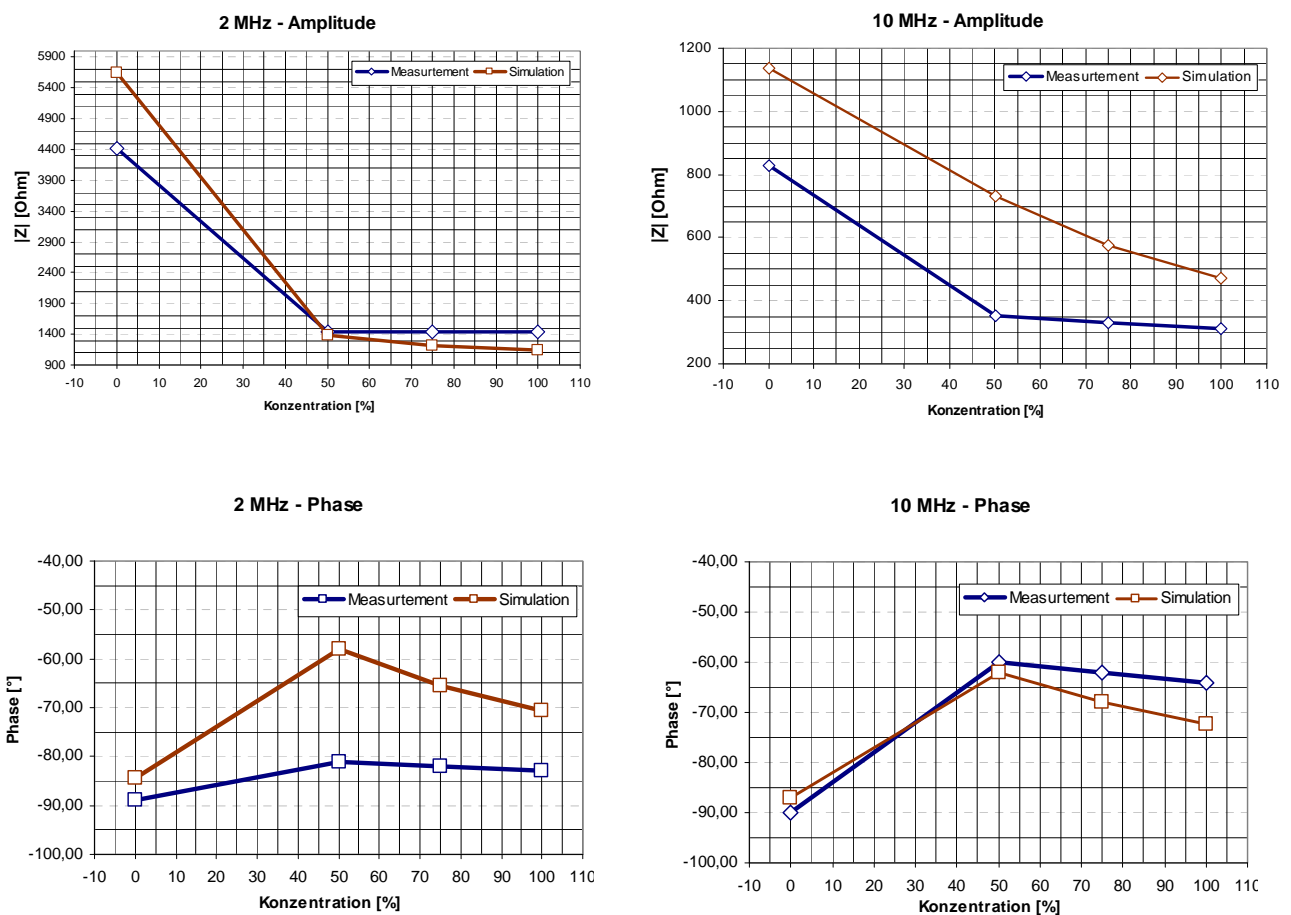 2 MHz - Amplitude
|Z| [Ohm]
5900
5400
4900
4400
3900
3400
2900
2400
1900
1400
900
Measurtement Simulation
-10 0 10 20 30 40 50 60 70 80 90 100 110
Konzentration [%]
10 MHz - Amplitude
|Z| [Ohm]
1200
1000
800
600
400
200
Measurtement Simulation
-10 0 10 20 30 40 50 60 70 80 90 100 110
Konzentration [%]
2 MHz - Phase
Phase [°]
-40,00
-50,00
-60,00
-70,00
-80,00
-90,00
-100,00
Measurtement Simulation
-10 0 10 20 30 40 50 60 70 80 90 100 110
Konzentration [%]
10 MHz - Phase
Phase [°]
-40,00
-50,00
-60,00
-70,00
-80,00
-90,00
-100,00
Measurtement Simulation
-10 0 10 20 30 40 50 60 70 80 90 100 110
Konzentration [%]